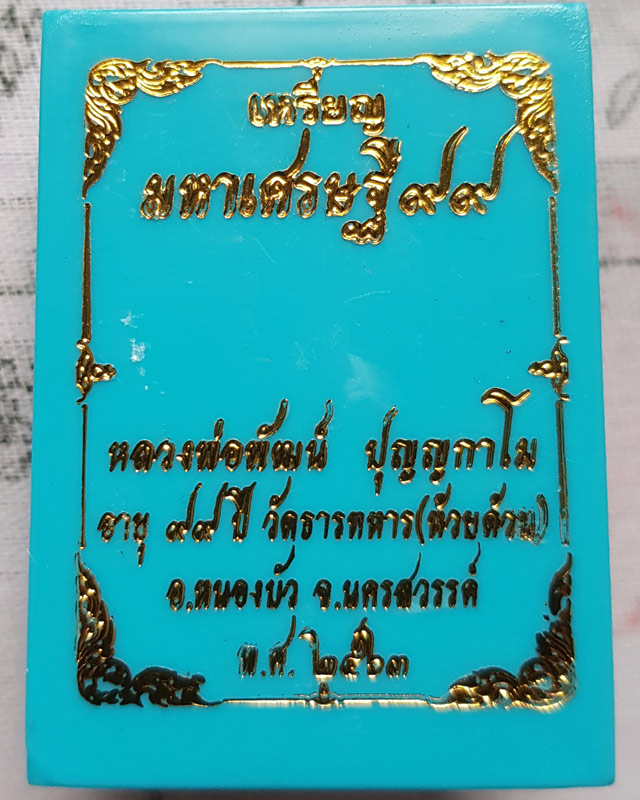 เหรียญ
มหาเศรษฐี๙๙
หลวงพ่อพัฒน์ ปุญญกาโม
อายุ ๙๙ ปี วัดธารทหาร(ห้วยด้วน)
อ.หนองบัว จ.นครสวรรค์
พ.ศ. ๒๕๖๓